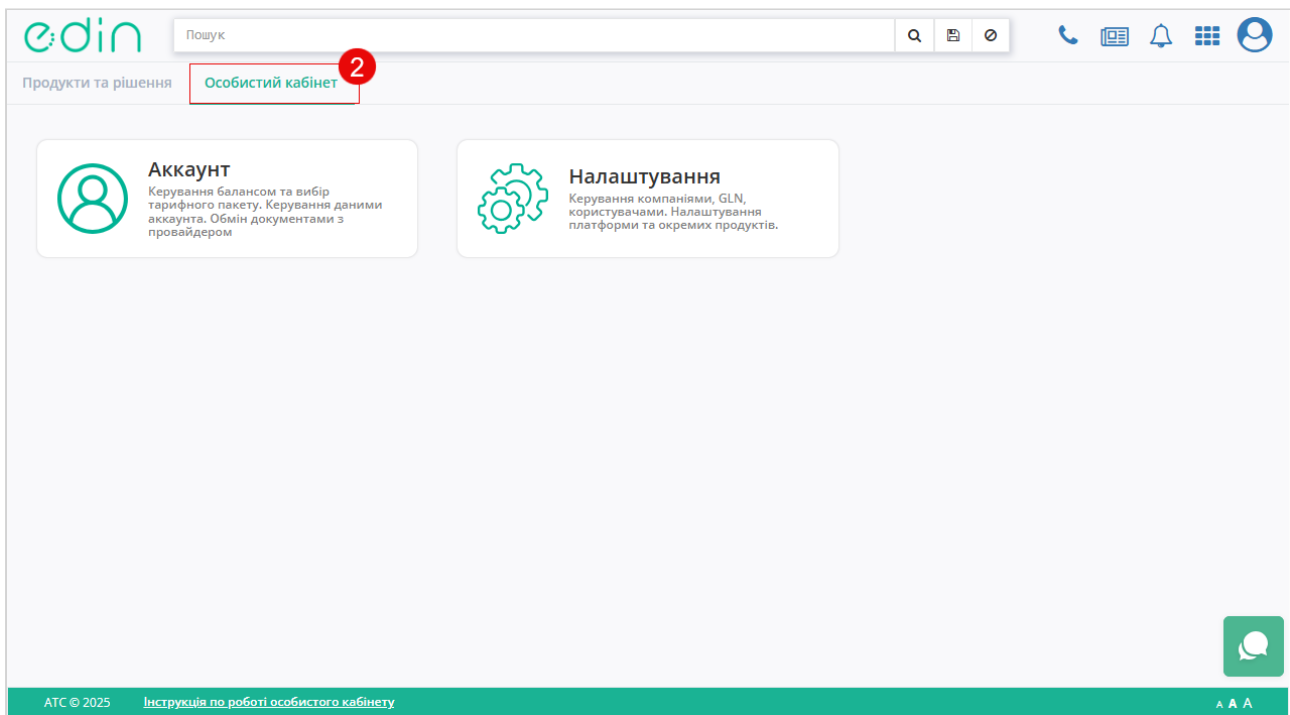 edin
Пошук
Продукти та рішення
Особистий кабінет
2
Аккаунт
Керування балансом та вибір
тарифного пакету. Керування даними
аккаунта. Обмін документами з
провайдером
Налаштування
Керування компаніями, GLN,
користувачами. Налаштування
платформи та окремих продуктів.
АТС © 2025
Інструкція по роботі особистого кабінету
A A A